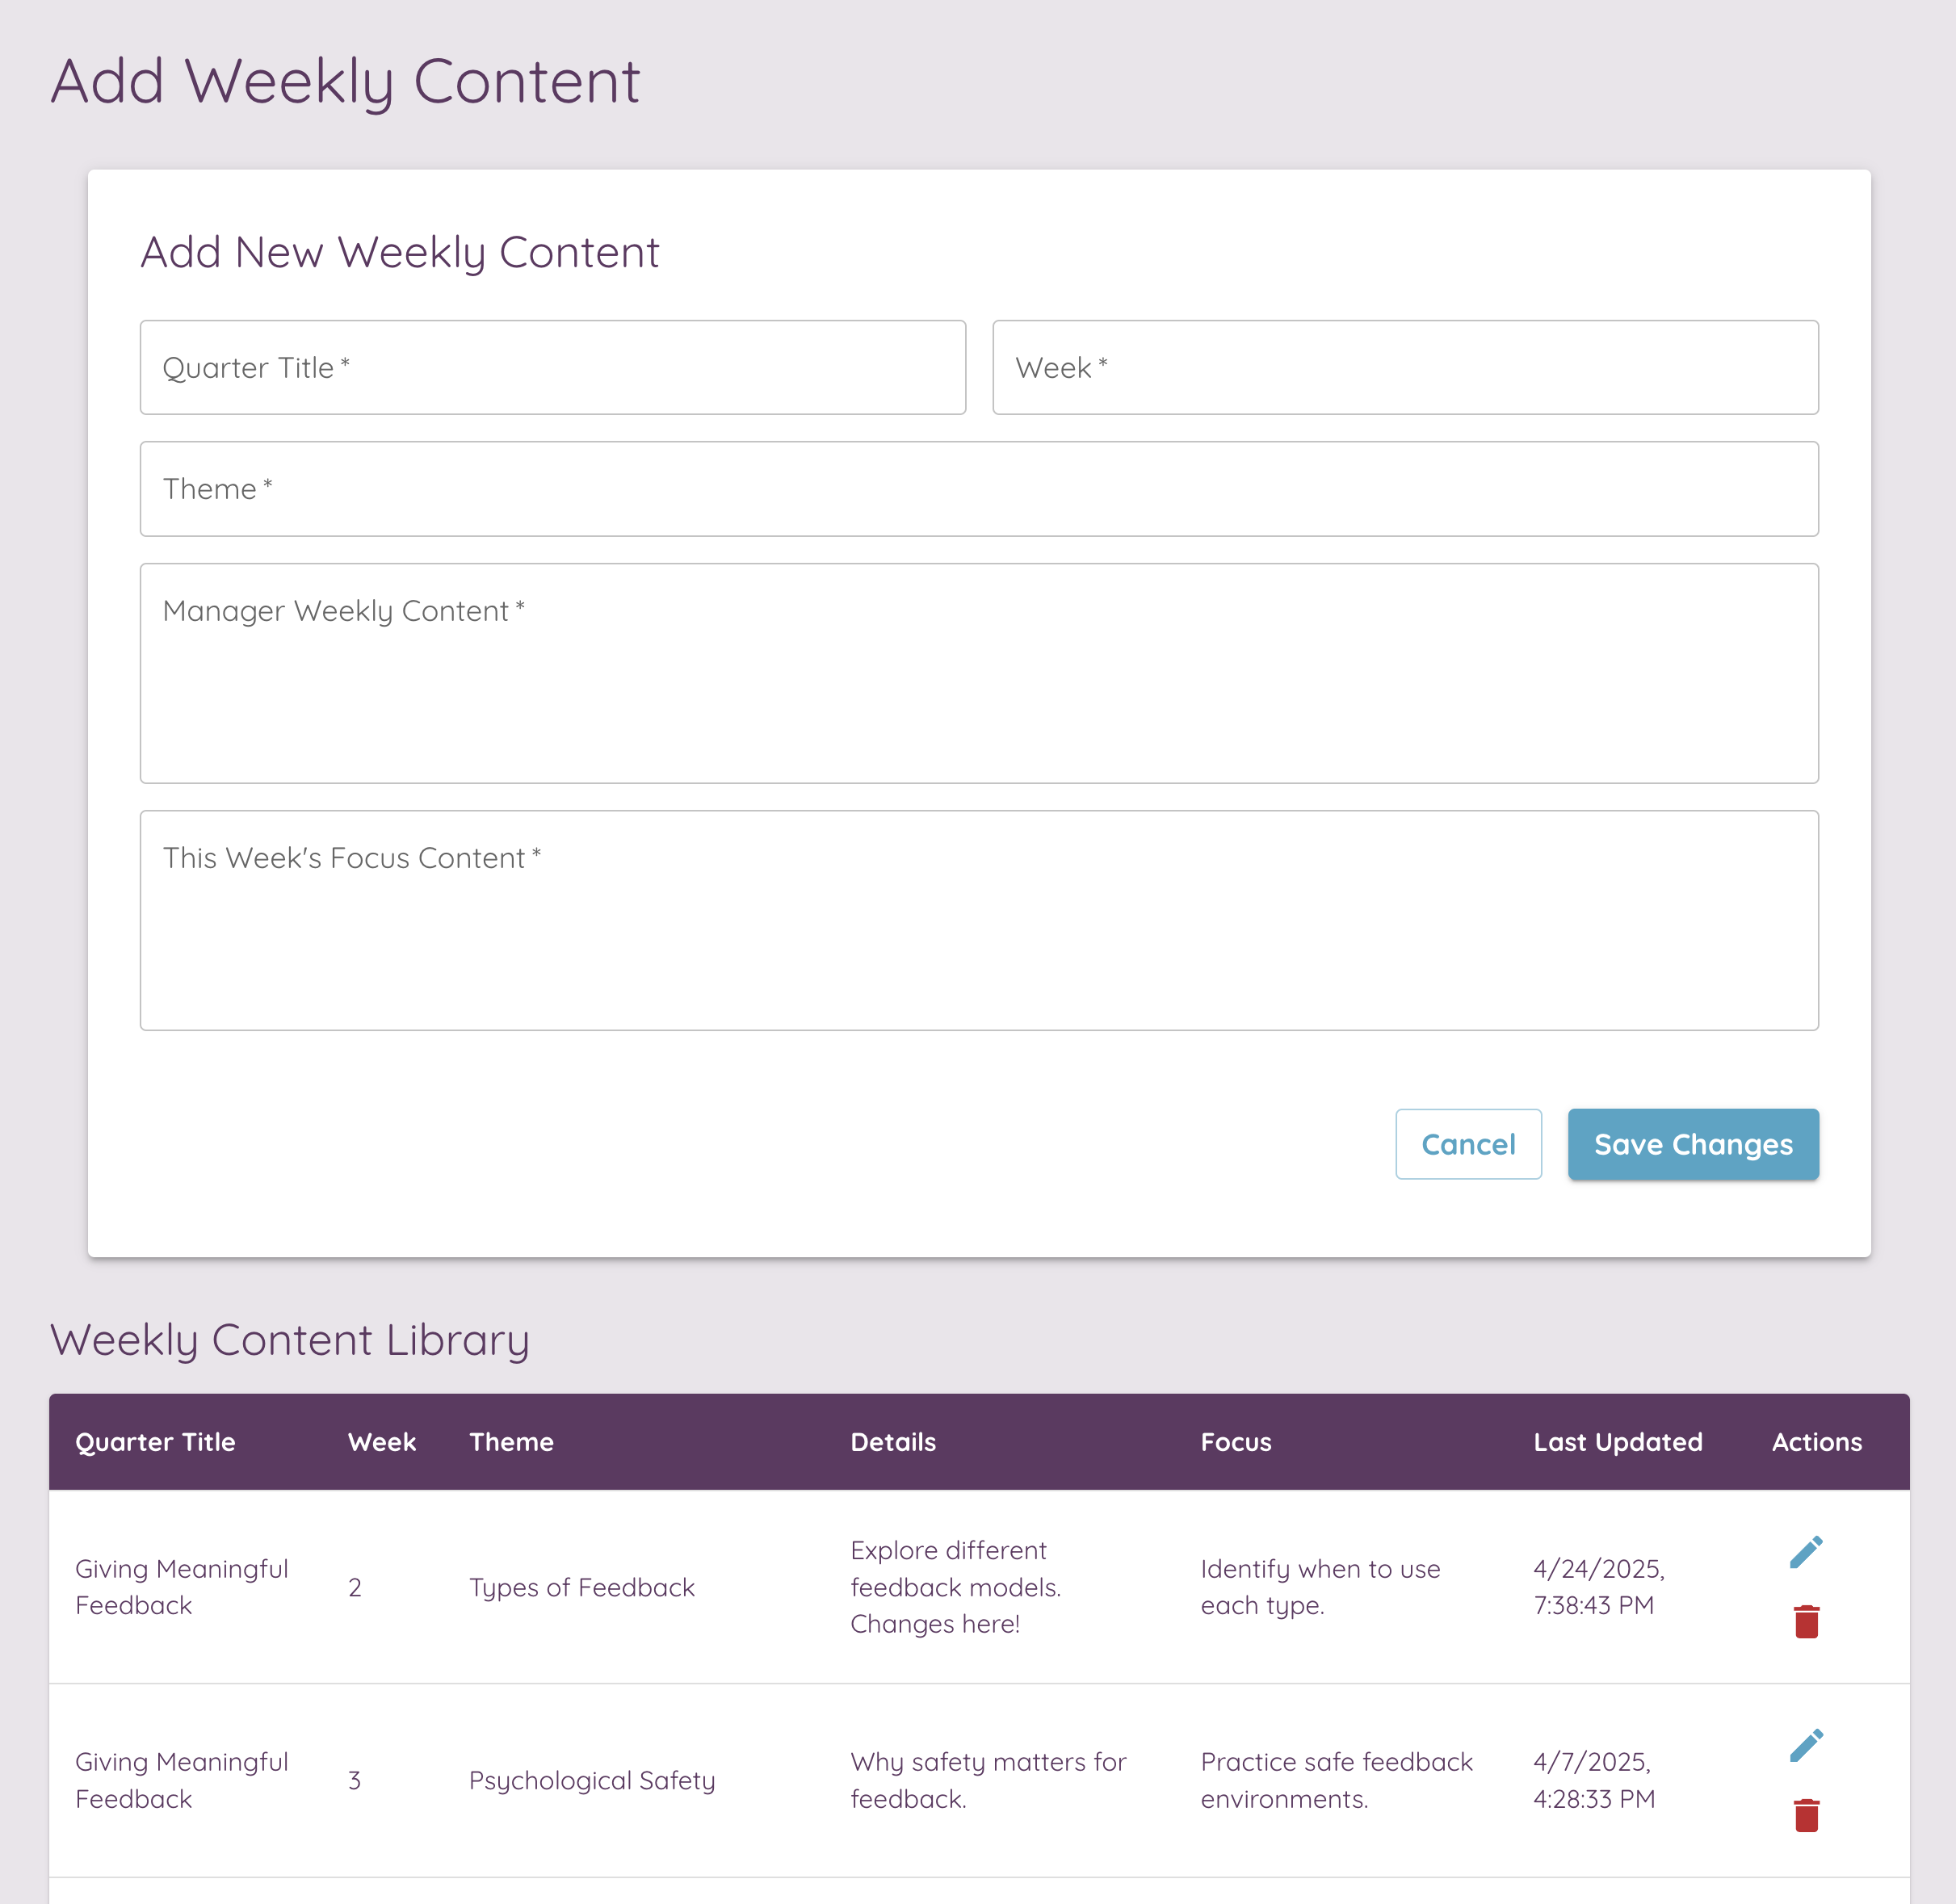 Add Weekly Content
Add New Weekly Content
Quarter Title *
Week *
Theme *
Manager Weekly Content *
This Week's Focus Content *
Cancel
Save Changes
Weekly Content Library
Quarter Title Week Theme Details Focus Last Updated Actions
Giving Meaningful
Feedback
2
Types of Feedback
Explore different
feedback models.
Changes here!
Identify when to use
each type.
4/24/2025,
7:38:43 PM
Giving Meaningful
Feedback
3
Psychological Safety
Why safety matters for
feedback.
Practice safe feedback
environments.
4/7/2025,
4:28:33 PM